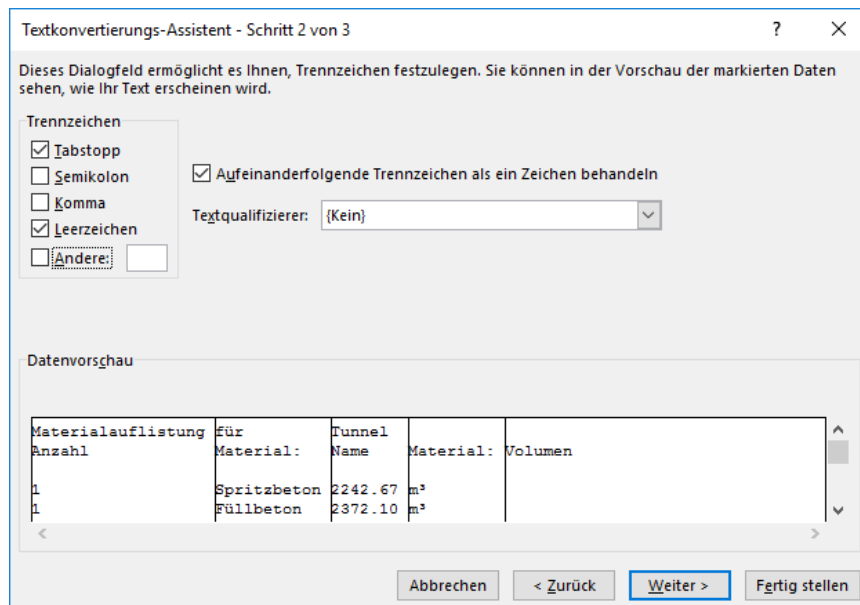 Textkonvertierungs-Assistent - Schritt 2 von 3
Dieses Dialogfeld ermöglicht es Ihnen, Trennzeichen festzulegen. Sie können in der Vorschau der markierten Daten
sehen, wie Ihr Text erscheinen wird.
Trennzeichen
Tabstopp
Semikolon
Komma
Leerzeichen
Andere:
Aufeinanderfolgende Trennzeichen als ein Zeichen behandeln
Textqualifizierer: {Kein}
Datenvorschau
Materialauflistung für Tunnel
Anzahl Material: Name Material: Volumen
1 Spritzbeton 2242.67 m³
1 Füllbeton 2372.10 m³
Abbrechen < Zurück Weiter > Fertig stellen